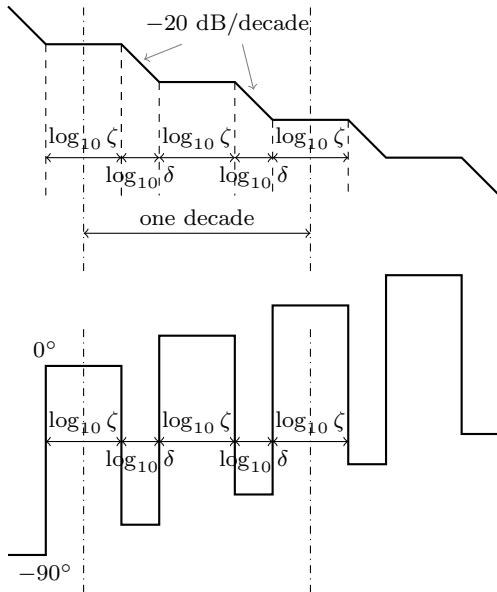 −20 dB/decade
log₁₀ ζ log₁₀ ζ log₁₀ ζ
log₁₀ δ log₁₀ δ
one decade
0°
log₁₀ ζ log₁₀ ζ log₁₀ ζ
log₁₀ δ log₁₀ δ
−90°